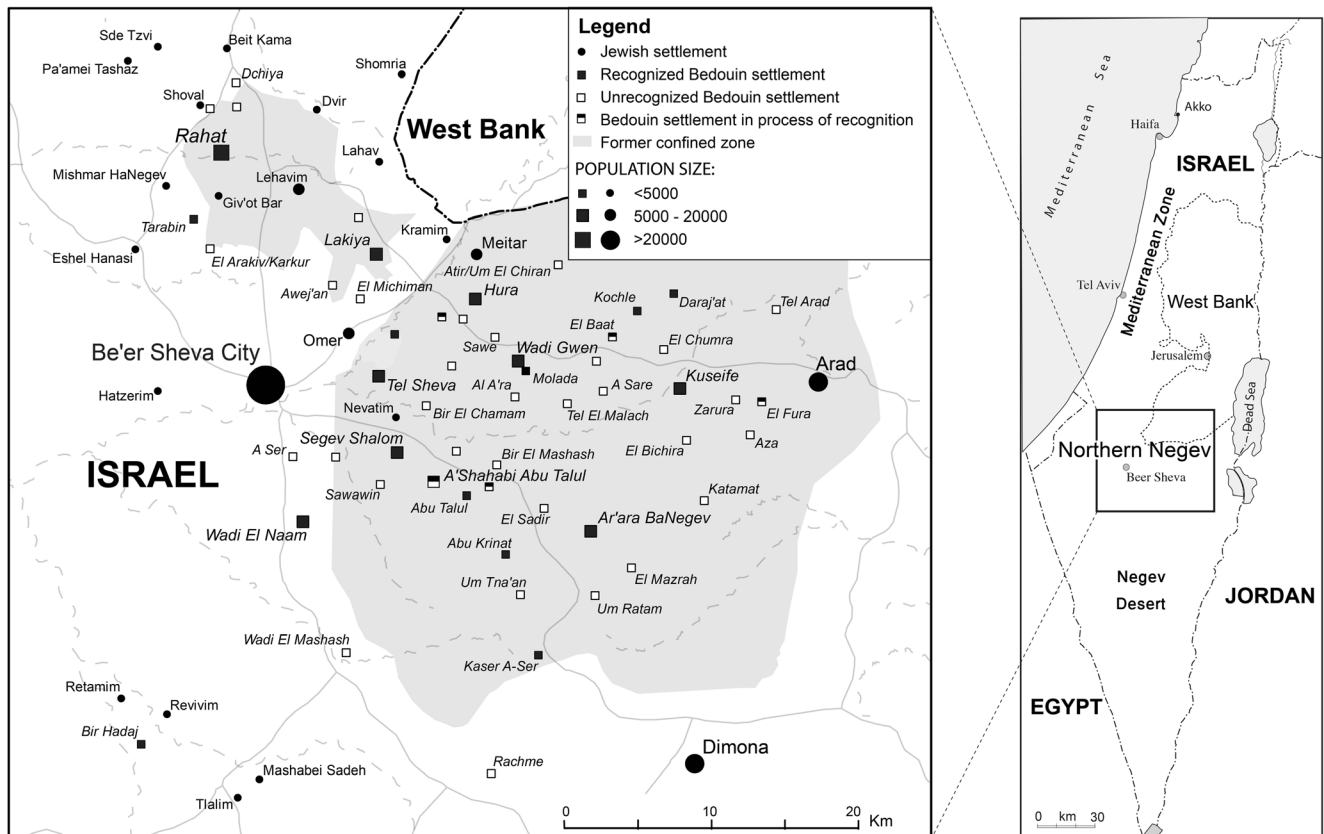 Sde Tzvi
Beit Kama
Pa'amei Tashaz
Dchiya
Shomria
Shoval
Dvir
Rahat
West Bank
Lahav
Mishmar HaNegev
Lehavim
Giv'ot Bar
Tarabin
Kramim
Lakiya
Meitar
Eshel Hanasi
El Arakiv/Karkur
Atir/Um El Chiran
Awej'an
El Michiman
Hura
Kochle
Daraj'at
Tel Arad
El Baat
Omer
Sawe
Wadi Gwen
El Chumra
Be'er Sheva City
Arad
Molada
Kuseife
Tel Sheva
Al A'ra
A Sare
Hatzerim
Nevatim
Bir El Chamam
Tel El Malach
Zarura
El Fura
Segev Shalom
A Ser
Bir El Mashash
El Bichira
Aza
ISRAEL
A'Shahabi Abu Talul
Sawawin
Katamat
Abu Talul
El Sadir
Ar'ara BaNegev
Wadi El Naam
Abu Krinat
Um Tna'an
El Mazrah
Um Ratam
Wadi El Mashash
Kaser A-Ser
Retamim
Revivim
Bir Hadaj
Dimona
Rachme
Mashabei Sadeh
Tlalim
0 10 20
Km
Legend
Jewish settlement
Recognized Bedouin settlement
Unrecognized Bedouin settlement
Bedouin settlement in process of recognition
Former confined zone
POPULATION SIZE:
<5000
5000 - 20000
>20000
Mediterranean Sea
Akko
Haifa
ISRAEL
Mediterranean Zone
Tel Aviv
West Bank
Jerusalem
Dead Sea
Northern Negev
Beer Sheva
Negev
Desert
JORDAN
EGYPT
0 km 30